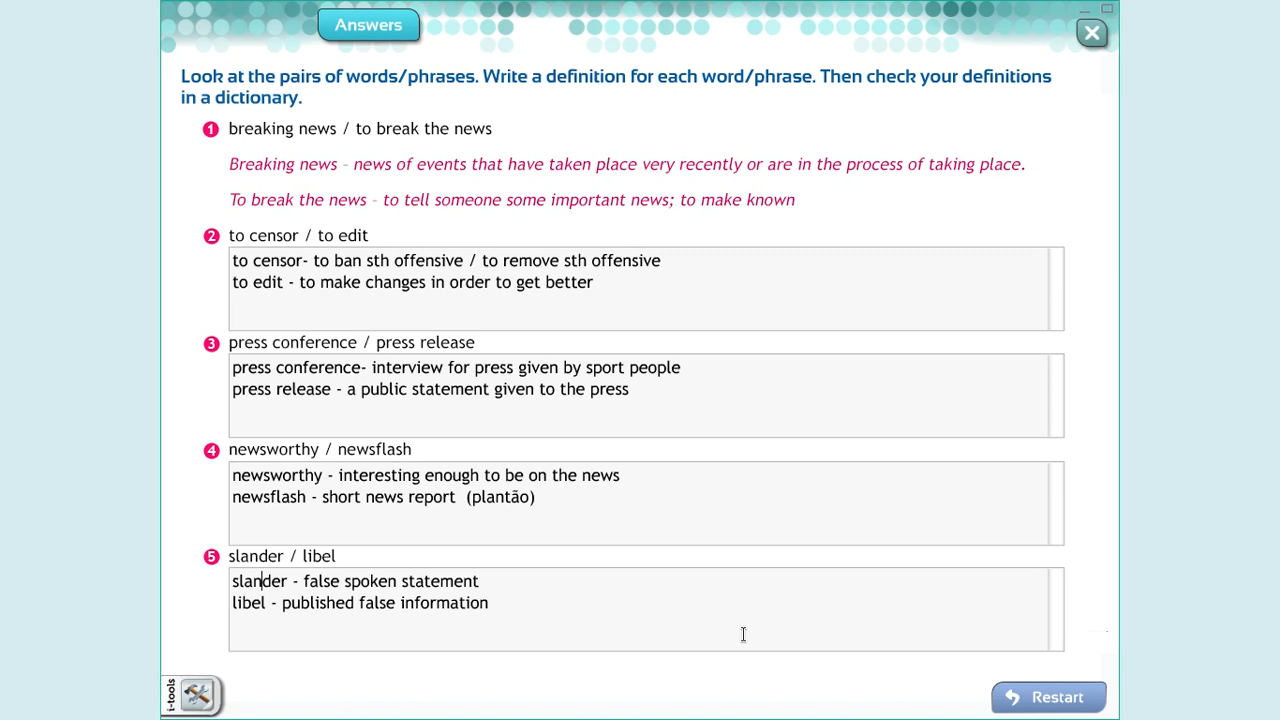 Answers
Look at the pairs of words/phrases. Write a definition for each word/phrase. Then check your definitions
in a dictionary.
1 breaking news / to break the news
Breaking news – news of events that have taken place very recently or are in the process of taking place.
To break the news – to tell someone some important news; to make known
2 to censor / to edit
to censor- to ban sth offensive / to remove sth offensive
to edit - to make changes in order to get better
3 press conference / press release
press conference- interview for press given by sport people
press release - a public statement given to the press
4 newsworthy / newsflash
newsworthy - interesting enough to be on the news
newsflash - short news report  (plantão)
5 slander / libel
slander - false spoken statement
libel - published false information
i-tools
Restart